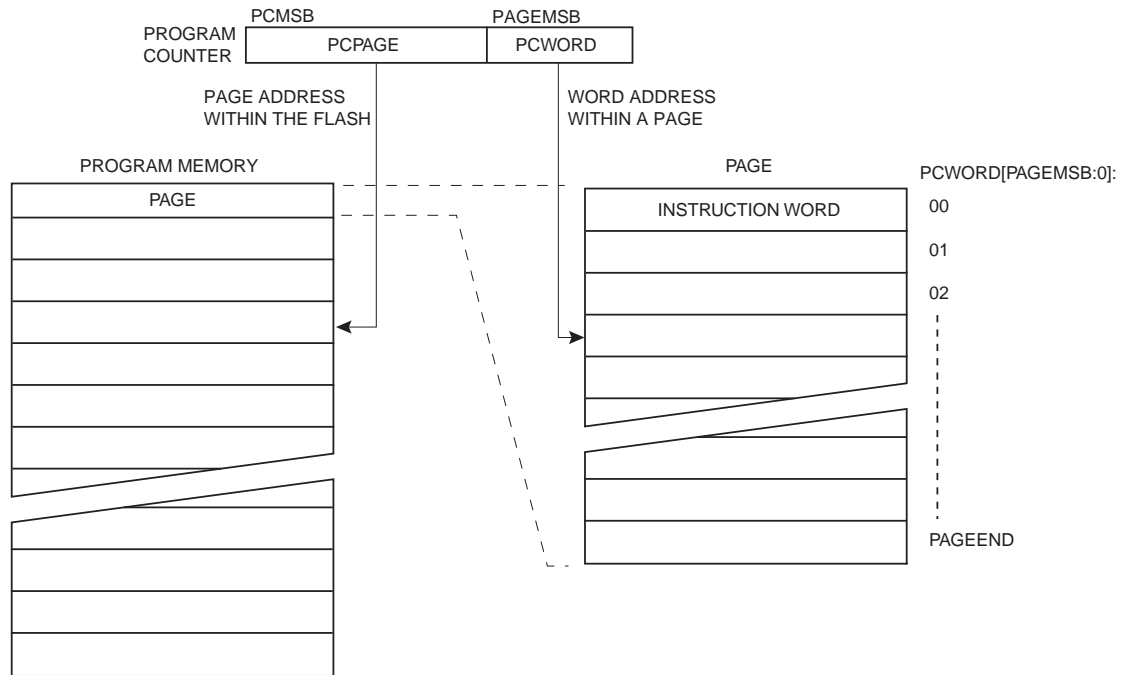 PCMSB
PAGEMSB
PROGRAM
COUNTER
PCPAGE
PCWORD
PAGE ADDRESS
WITHIN THE FLASH
WORD ADDRESS
WITHIN A PAGE
PROGRAM MEMORY
PAGE
PAGE
INSTRUCTION WORD
PCWORD[PAGEMSB:0]:
00
01
02
PAGEEND